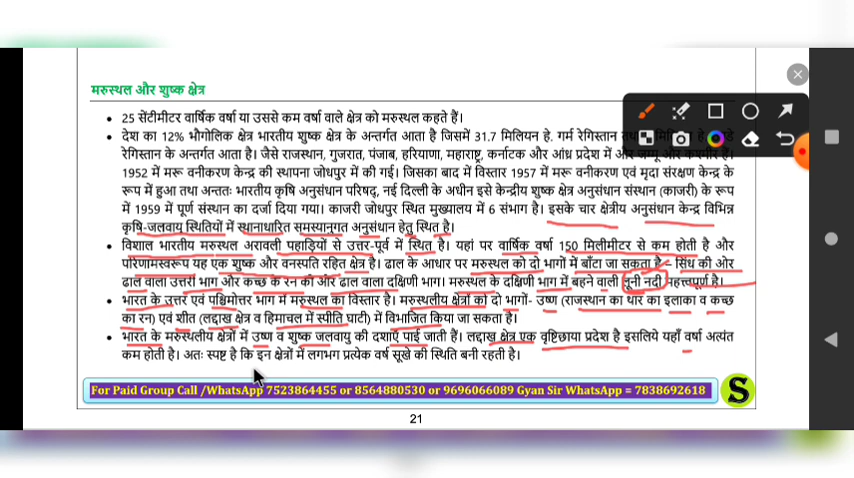 मरुस्थल और शुष्क क्षेत्र
• 25 सेंटीमीटर वार्षिक वर्षा या उससे कम वर्षा वाले क्षेत्र को मरुस्थल कहते हैं।
• देश का 12% भौगोलिक क्षेत्र भारतीय शुष्क क्षेत्र के अन्तर्गत आता है जिसमें 31.7 मिलियन हे. गर्म रेगिस्तान
रेगिस्तान के अन्तर्गत आता है। जैसे राजस्थान, गुजरात, पंजाब, हरियाणा, महाराष्ट्र, कर्नाटक और आंध्र प्रदेश में और जम्मू और कश्मीर है।
1952 में मरू वनीकरण केन्द्र की स्थापना जोधपुर में की गई। जिसका बाद में विस्तार 1957 में मरू वनीकरण एवं मृदा संरक्षण केन्द्र के
रूप में हुआ तथा अन्ततः भारतीय कृषि अनुसंधान परिषद्, नई दिल्ली के अधीन इसे केन्द्रीय शुष्क क्षेत्र अनुसंधान संस्थान (काजरी) के रूप
में 1959 में पूर्ण संस्थान का दर्जा दिया गया। काजरी जोधपुर स्थित मुख्यालय में 6 संभाग है। इसके चार क्षेत्रीय अनुसंधान केन्द्र विभिन्न
कृषि-जलवायु स्थितियों में स्थानाधारित समस्यानुगत अनुसंधान हेतु स्थित है।
• विशाल भारतीय मरुस्थल अरावली पहाड़ियों से उत्तर-पूर्व में स्थित है। यहां पर वार्षिक वर्षा 150 मिलीमीटर से कम होती है और
परिणामस्वरूप यह एक शुष्क और वनस्पति रहित क्षेत्र है। ढाल के आधार पर मरुस्थल को दो भागों में बाँटा जा सकता है – सिंध की ओर
ढाल वाला उत्तरी भाग और कच्छ के रन की ओर ढाल वाला दक्षिणी भाग। मरुस्थल के दक्षिणी भाग में बहने वाली लूनी नदी महत्त्वपूर्ण है।
• भारत के उत्तर एवं पश्चिमोत्तर भाग में मरुस्थल का विस्तार है। मरुस्थलीय क्षेत्रों को दो भागों- उष्ण (राजस्थान का थार का इलाका व कच्छ
का रन) एवं शीत (लद्दाख क्षेत्र व हिमाचल में स्पीति घाटी) में विभाजित किया जा सकता है।
• भारत के मरुस्थलीय क्षेत्रों में उष्ण व शुष्क जलवायु की दशाएँ पाई जाती हैं। लद्दाख क्षेत्र एक वृष्टिछाया प्रदेश है इसलिये यहाँ वर्षा अत्यंत
कम होती है। अतः स्पष्ट है कि इन क्षेत्रों में लगभग प्रत्येक वर्ष सूखे की स्थिति बनी रहती है।
For Paid Group Call /WhatsApp 7523864455 or 8564880530 or 9696066089 Gyan Sir WhatsApp = 7838692618
S
21